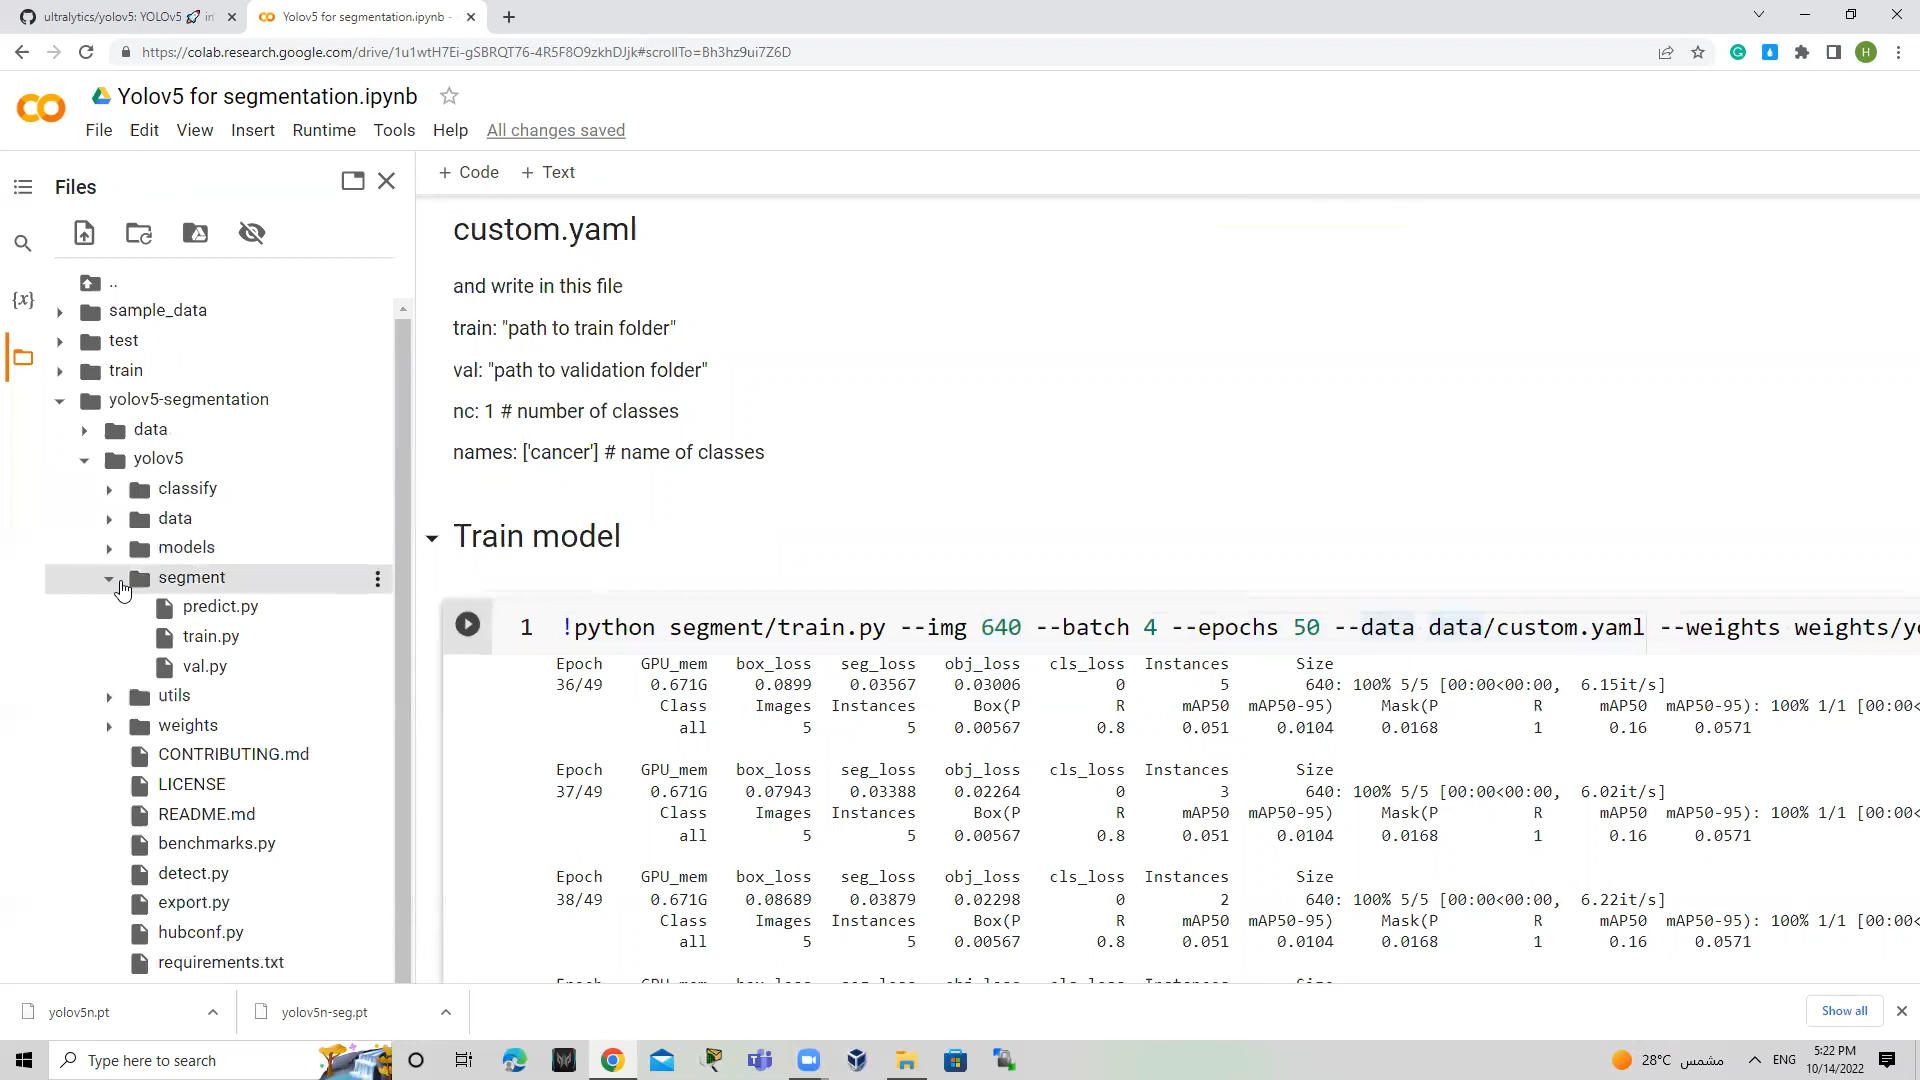 ultralytics/yolov5: YOLOv5 🚀 in
Yolov5 for segmentation.ipynb -
https://colab.research.google.com/drive/1u1wtH7Ei-gSBRQT76-4R5F8O9zkhDJjk#scrollTo=Bh3hz9ui7Z6D
H
Yolov5 for segmentation.ipynb
File Edit View Insert Runtime Tools Help All changes saved
Files
+ Code + Text
..
sample_data
test
train
yolov5-segmentation
data
yolov5
classify
data
models
segment
predict.py
train.py
val.py
utils
weights
CONTRIBUTING.md
LICENSE
README.md
benchmarks.py
detect.py
export.py
hubconf.py
requirements.txt
{x}
custom.yaml
and write in this file
train: "path to train folder"
val: "path to validation folder"
nc: 1 # number of classes
names: ['cancer'] # name of classes
Train model
1 !python segment/train.py --img 640 --batch 4 --epochs 50 --data data/custom.yaml --weights weights/yo
Epoch GPU_mem box_loss seg_loss obj_loss cls_loss Instances Size
36/49 0.671G 0.0899 0.03567 0.03006 0 5 640: 100% 5/5 [00:00<00:00, 6.15it/s]
Class Images Instances Box(P R mAP50 mAP50-95) Mask(P R mAP50 mAP50-95): 100% 1/1 [00:00<
all 5 5 0.00567 0.8 0.051 0.0104 0.0168 1 0.16 0.0571
Epoch GPU_mem box_loss seg_loss obj_loss cls_loss Instances Size
37/49 0.671G 0.07943 0.03388 0.02264 0 3 640: 100% 5/5 [00:00<00:00, 6.02it/s]
Class Images Instances Box(P R mAP50 mAP50-95) Mask(P R mAP50 mAP50-95): 100% 1/1 [00:00<
all 5 5 0.00567 0.8 0.051 0.0104 0.0168 1 0.16 0.0571
Epoch GPU_mem box_loss seg_loss obj_loss cls_loss Instances Size
38/49 0.671G 0.08689 0.03879 0.02298 0 2 640: 100% 5/5 [00:00<00:00, 6.22it/s]
Class Images Instances Box(P R mAP50 mAP50-95) Mask(P R mAP50 mAP50-95): 100% 1/1 [00:00<
all 5 5 0.00567 0.8 0.051 0.0104 0.0168 1 0.16 0.0571
yolov5n.pt
yolov5n-seg.pt
Show all
Type here to search
28°C مشمس
ENG
5:22 PM
10/14/2022